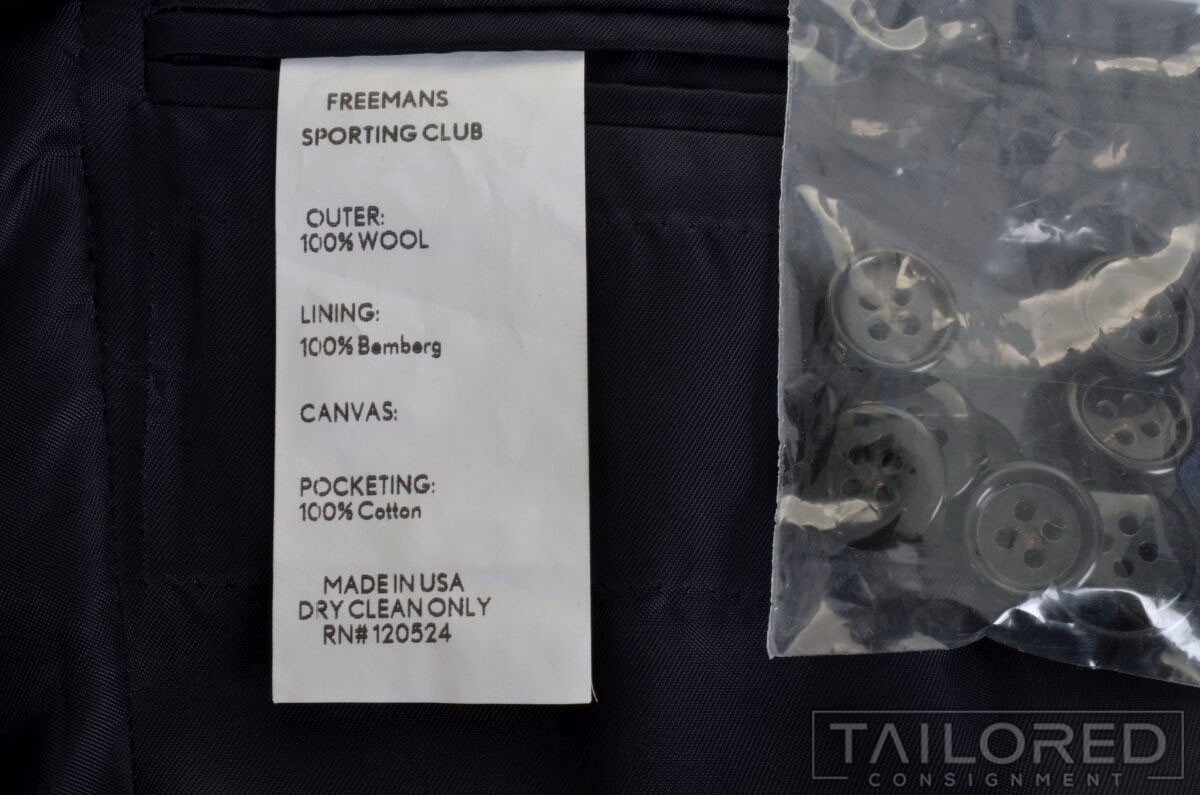 FREEMANS
SPORTING CLUB
OUTER:
100% WOOL
LINING:
100% Bemberg
CANVAS:
POCKETING:
100% Cotton
MADE IN USA
DRY CLEAN ONLY
RN# 120524
TAILORED
CONSIGNMENT